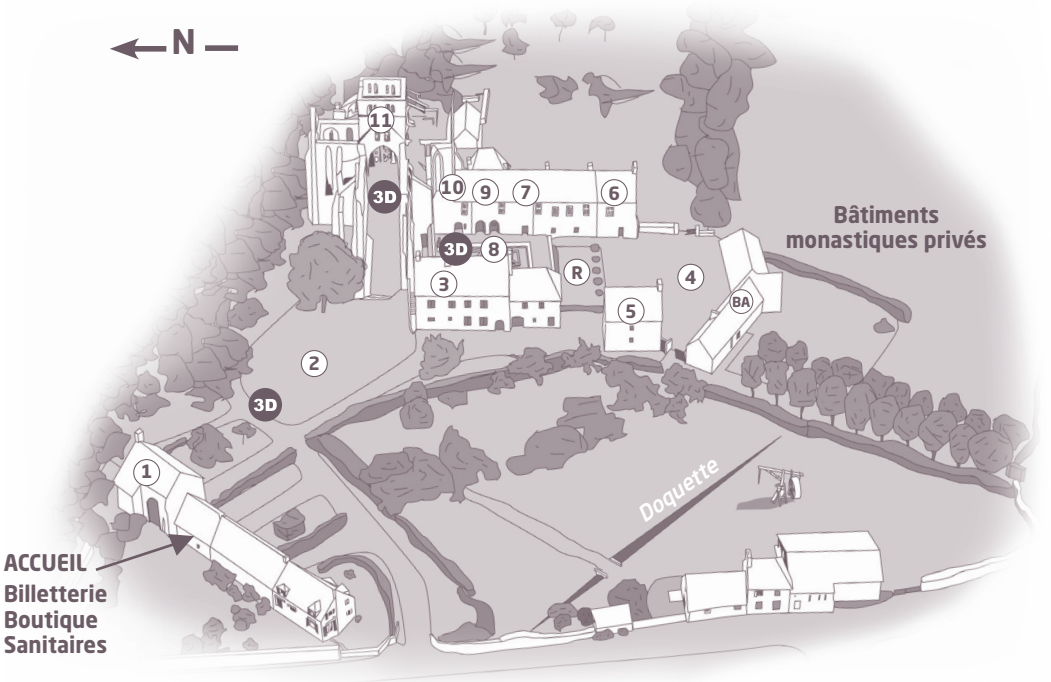 N
11
10
9
7
6
3D
Bâtiments
monastiques privés
3D
8
R
4
3
BA
5
2
3D
1
Doquette
ACCUEIL
Billetterie
Boutique
Sanitaires